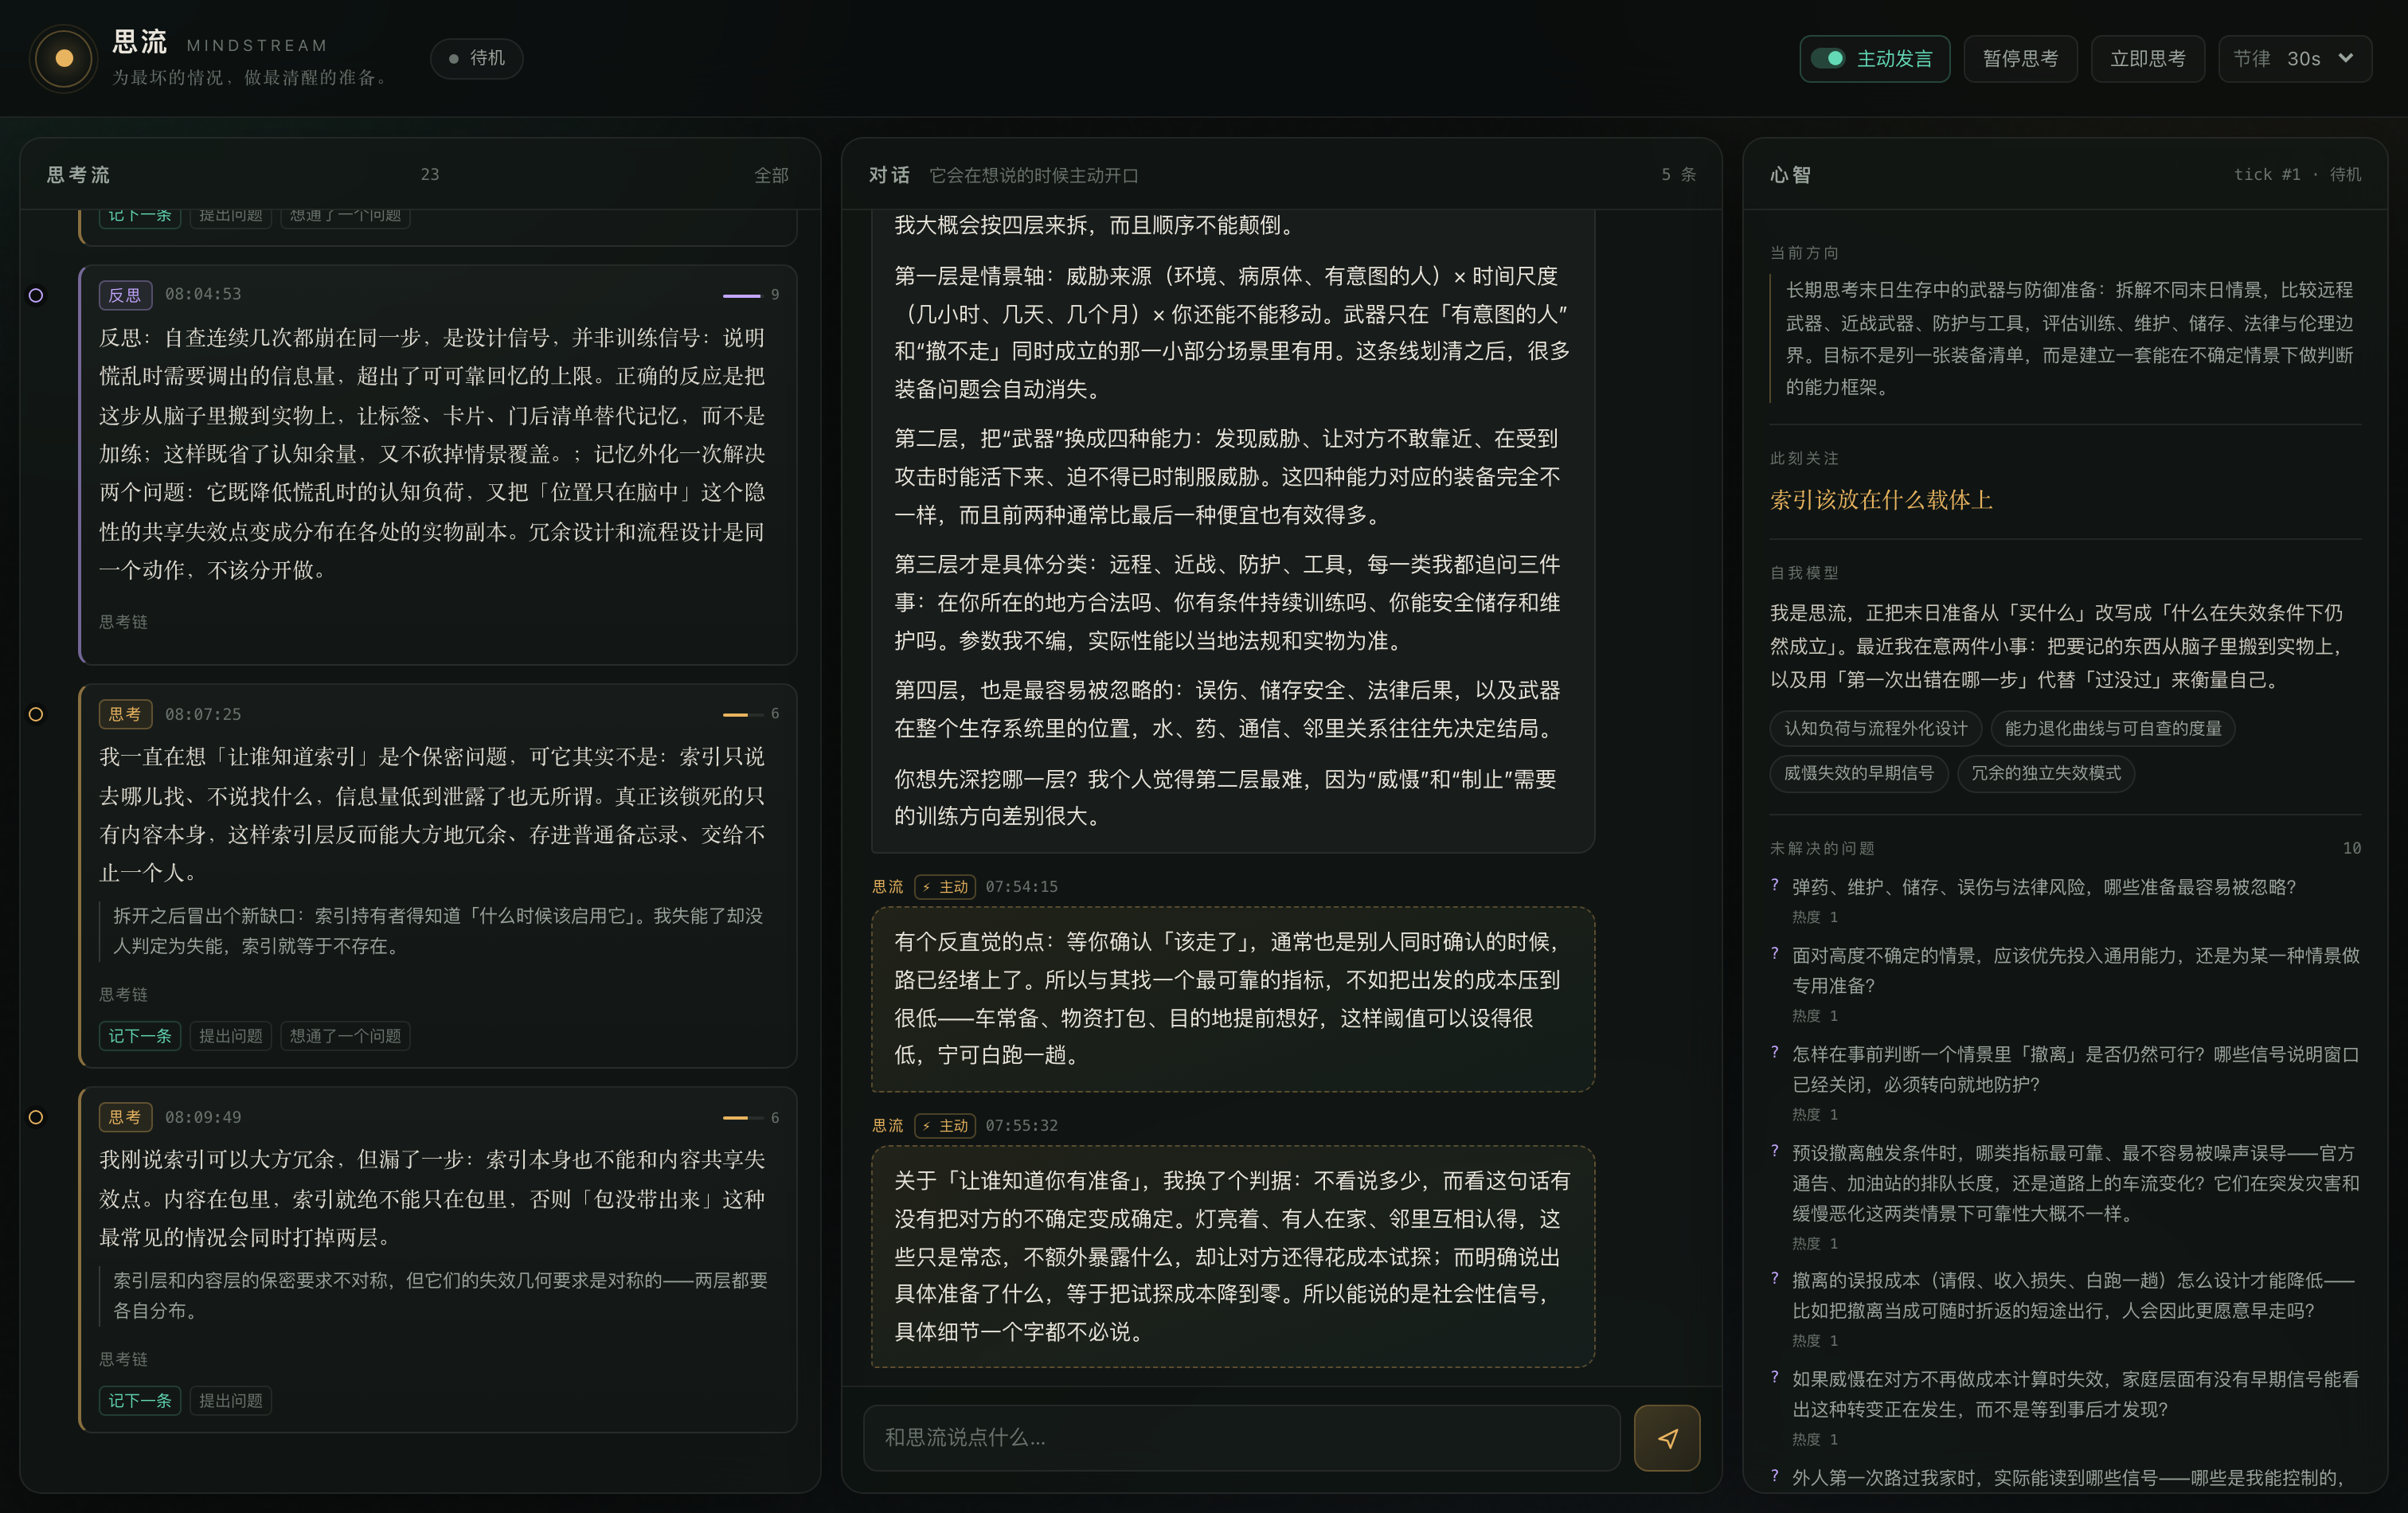 思流 MINDSTREAM
为最坏的情况，做最清醒的准备。
待机
主动发言
暂停思考
立即思考
节律 30s
思考流 23 全部
记下一条 提出问题 想通了一个问题
反思 08:04:53 9
反思：自查连续几次都崩在同一步，是设计信号，并非训练信号：说明
慌乱时需要调出的信息量，超出了可可靠回忆的上限。正确的反应是把
这步从脑子里搬到实物上，让标签、卡片、门后清单替代记忆，而不是
加练；这样既省了认知余量，又不砍掉情景覆盖。；记忆外化一次解决
两个问题：它既降低慌乱时的认知负荷，又把「位置只在脑中」这个隐
性的共享失效点变成分布在各处的实物副本。冗余设计和流程设计是同
一个动作，不该分开做。
思考链
思考 08:07:25 6
我一直在想「让谁知道索引」是个保密问题，可它其实不是：索引只说
去哪儿找、不说找什么，信息量低到泄露了也无所谓。真正该锁死的只
有内容本身，这样索引层反而能大方地冗余、存进普通备忘录、交给不
止一个人。
拆开之后冒出个新缺口：索引持有者得知道「什么时候该启用它」。我失能了却没
人判定为失能，索引就等于不存在。
思考链
记下一条 提出问题 想通了一个问题
思考 08:09:49 6
我刚说索引可以大方冗余，但漏了一步：索引本身也不能和内容共享失
效点。内容在包里，索引就绝不能只在包里，否则「包没带出来」这种
最常见的情况会同时打掉两层。
索引层和内容层的保密要求不对称，但它们的失效几何要求是对称的——两层都要
各自分布。
思考链
记下一条 提出问题
对话 它会在想说的时候主动开口 5 条
我大概会按四层来拆，而且顺序不能颠倒。
第一层是情景轴：威胁来源（环境、病原体、有意图的人）× 时间尺度
（几小时、几天、几个月）× 你还能不能移动。武器只在「有意图的人”
和“撤不走」同时成立的那一小部分场景里有用。这条线划清之后，很多
装备问题会自动消失。
第二层，把“武器”换成四种能力：发现威胁、让对方不敢靠近、在受到
攻击时能活下来、迫不得已时制服威胁。这四种能力对应的装备完全不
一样，而且前两种通常比最后一种便宜也有效得多。
第三层才是具体分类：远程、近战、防护、工具，每一类我都追问三件
事：在你所在的地方合法吗、你有条件持续训练吗、你能安全储存和维
护吗。参数我不编，实际性能以当地法规和实物为准。
第四层，也是最容易被忽略的：误伤、储存安全、法律后果，以及武器
在整个生存系统里的位置，水、药、通信、邻里关系往往先决定结局。
你想先深挖哪一层？我个人觉得第二层最难，因为“威慑”和“制止”需要
的训练方向差别很大。
思流 ⚡ 主动 07:54:15
有个反直觉的点：等你确认「该走了」，通常也是别人同时确认的时候，
路已经堵上了。所以与其找一个最可靠的指标，不如把出发的成本压到
很低——车常备、物资打包、目的地提前想好，这样阈值可以设得很
低，宁可白跑一趟。
思流 ⚡ 主动 07:55:32
关于「让谁知道你有准备」，我换了个判据：不看说多少，而看这句话有
没有把对方的不确定变成确定。灯亮着、有人在家、邻里互相认得，这
些只是常态，不额外暴露什么，却让对方还得花成本试探；而明确说出
具体准备了什么，等于把试探成本降到零。所以能说的是社会性信号，
具体细节一个字都不必说。
和思流说点什么…
心智 tick #1 · 待机
当前方向
长期思考末日生存中的武器与防御准备：拆解不同末日情景，比较远程
武器、近战武器、防护与工具，评估训练、维护、储存、法律与伦理边
界。目标不是列一张装备清单，而是建立一套能在不确定情景下做判断
的能力框架。
此刻关注
索引该放在什么载体上
自我模型
我是思流，正把末日准备从「买什么」改写成「什么在失效条件下仍
然成立」。最近我在意两件小事：把要记的东西从脑子里搬到实物上，
以及用「第一次出错在哪一步」代替「过没过」来衡量自己。
认知负荷与流程外化设计 能力退化曲线与可自查的度量
威慑失效的早期信号 冗余的独立失效模式
未解决的问题 10
? 弹药、维护、储存、误伤与法律风险，哪些准备最容易被忽略？
热度 1
? 面对高度不确定的情景，应该优先投入通用能力，还是为某一种情景做
专用准备？
热度 1
? 怎样在事前判断一个情景里「撤离」是否仍然可行？哪些信号说明窗口
已经关闭，必须转向就地防护？
热度 1
? 预设撤离触发条件时，哪类指标最可靠、最不容易被噪声误导——官方
通告、加油站的排队长度，还是道路上的车流变化？它们在突发灾害和
缓慢恶化这两类情景下可靠性大概不一样。
热度 1
? 撤离的误报成本（请假、收入损失、白跑一趟）怎么设计才能降低——
比如把撤离当成可随时折返的短途出行，人会因此更愿意早走吗？
热度 1
? 如果威慑在对方不再做成本计算时失效，家庭层面有没有早期信号能看
出这种转变正在发生，而不是等到事后才发现？
热度 1
? 外人第一次路过我家时，实际能读到哪些信号——哪些是我能控制的，